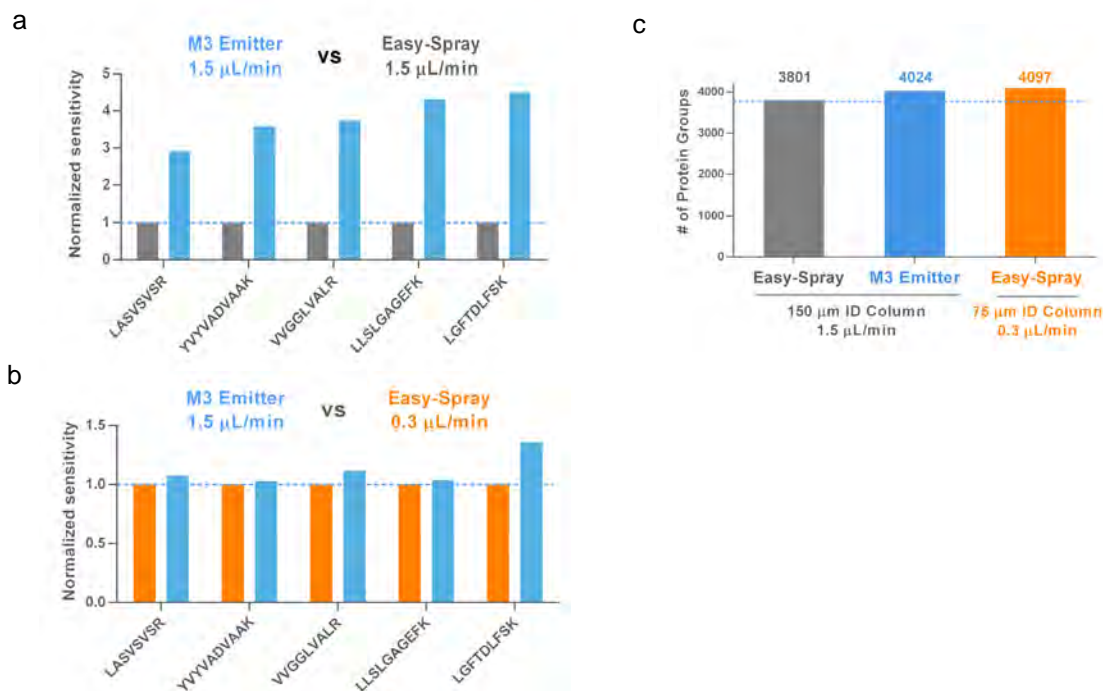 a
M3 Emitter vs Easy-Spray
1.5 μL/min 1.5 μL/min
Normalized sensitivity
5
4
3
2
1
0
LASVSVSR
YVYVADVAAK
VVGGLVALR
LLSLGAGEFK
LGFTDLFSK
b
M3 Emitter vs Easy-Spray
1.5 μL/min 0.3 μL/min
Normalized sensitivity
1.5
1.0
0.5
0.0
LASVSVSR
YVYVADVAAK
VVGGLVALR
LLSLGAGEFK
LGFTDLFSK
c
3801 4024 4097
# of Protein Groups
4000
3000
2000
1000
0
Easy-Spray M3 Emitter Easy-Spray
150 μm ID Column 75 μm ID Column
1.5 μL/min 0.3 μL/min